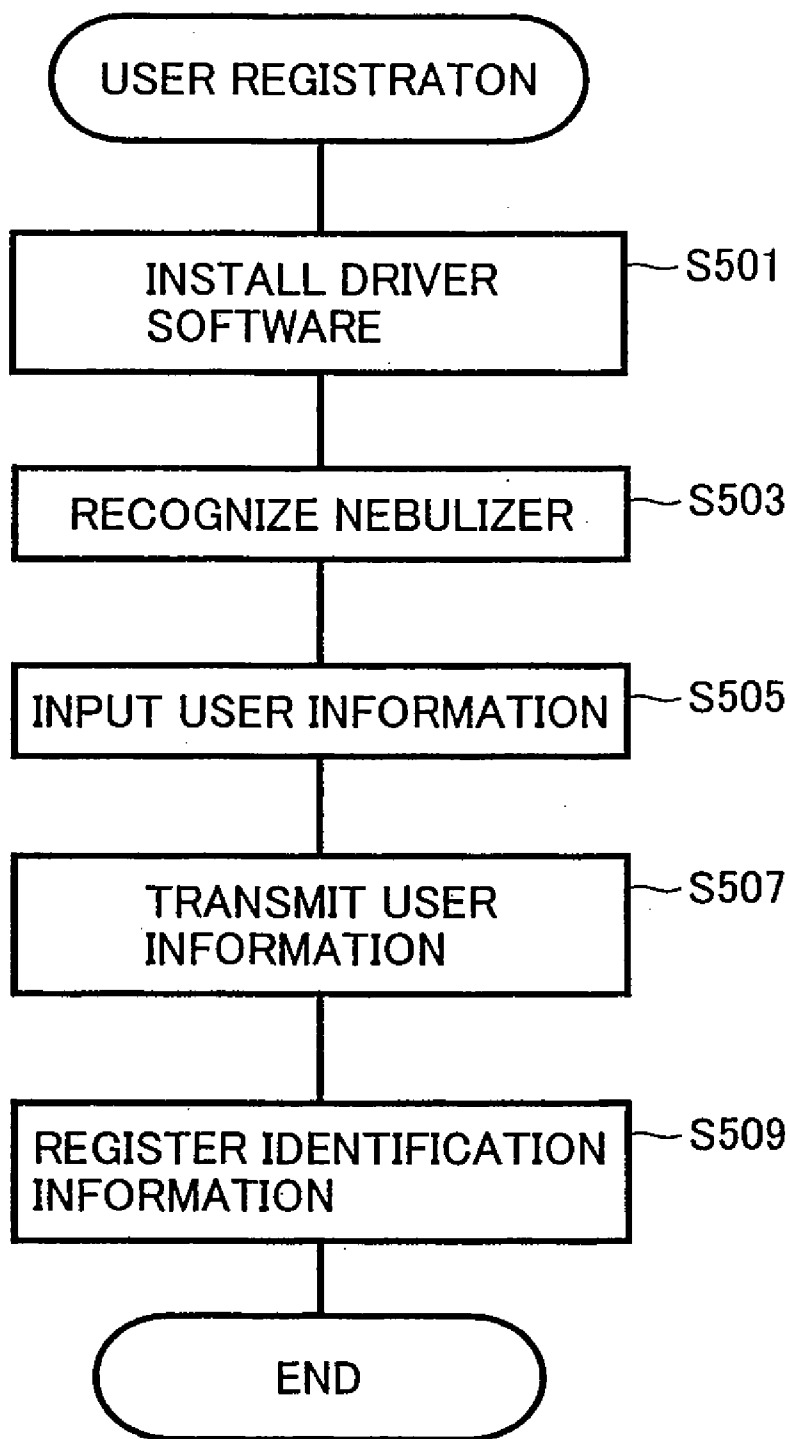 USER REGISTRATON
INSTALL DRIVER
SOFTWARE
S501
RECOGNIZE NEBULIZER
S503
INPUT USER INFORMATION
S505
TRANSMIT USER
INFORMATION
S507
REGISTER IDENTIFICATION
INFORMATION
S509
END